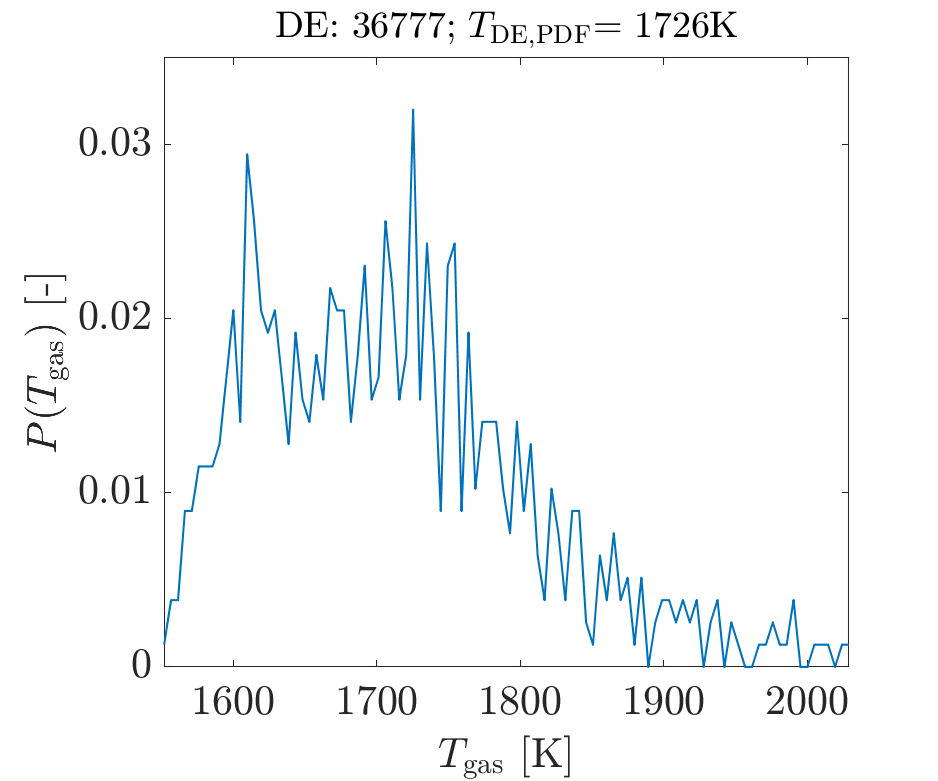 DE: 36777; T_DE,PDF= 1726K
0.03
0.02
0.01
0
P(T_gas) [-]
1600 1700 1800 1900 2000
T_gas [K]